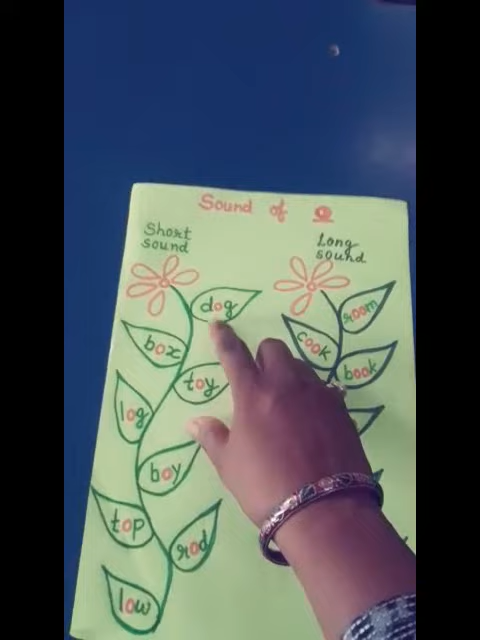 Sound of o
Short
sound
Long
sound
dog
box
toy
log
boy
top
rod
low
room
cook
book